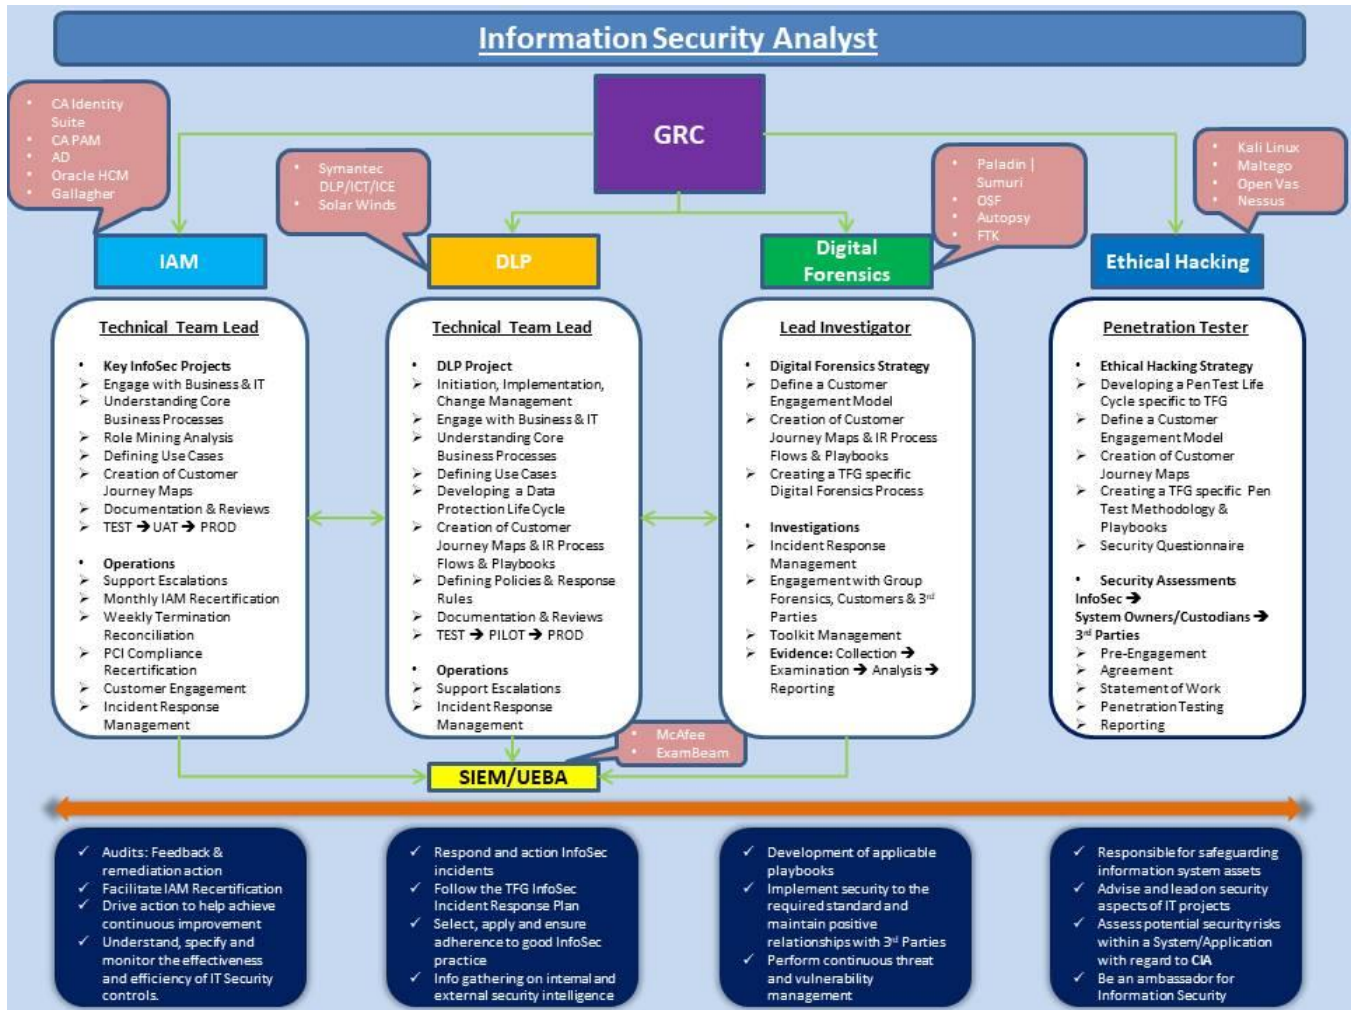 Information Security Analyst
GRC
• CA Identity
Suite
• CA PAM
• AD
• Oracle HCM
• Gallagher
• Symantec
DLP/ICT/ICE
• Solar Winds
• Paladin |
Sumuri
• OSF
• Autopsy
• FTK
• Kali Linux
• Maltego
• Open Vas
• Nessus
IAM
DLP
Digital
Forensics
Ethical Hacking
Technical Team Lead
• Key InfoSec Projects
➢ Engage with Business & IT
➢ Understanding Core
Business Processes
➢ Role Mining Analysis
➢ Defining Use Cases
➢ Creation of Customer
Journey Maps
➢ Documentation & Reviews
➢ TEST ➔ UAT ➔ PROD
• Operations
➢ Support Escalations
➢ Monthly IAM Recertification
➢ Weekly Termination
Reconciliation
➢ PCI Compliance
Recertification
➢ Customer Engagement
➢ Incident Response
Management
Technical Team Lead
• DLP Project
➢ Initiation, Implementation,
Change Management
➢ Engage with Business & IT
➢ Understanding Core
Business Processes
➢ Defining Use Cases
➢ Developing a Data
Protection Life Cycle
➢ Creation of Customer
Journey Maps & IR Process
Flows & Playbooks
➢ Defining Policies & Response
Rules
➢ Documentation & Reviews
➢ TEST ➔ PILOT ➔ PROD
• Operations
➢ Support Escalations
➢ Incident Response
Management
Lead Investigator
• Digital Forensics Strategy
➢ Define a Customer
Engagement Model
➢ Creation of Customer
Journey Maps & IR Process
Flows & Playbooks
➢ Creating a TFG specific
Digital Forensics Process
• Investigations
➢ Incident Response
Management
➢ Engagement with Group
Forensics, Customers & 3rd
Parties
➢ Toolkit Management
➢ Evidence: Collection ➔
Examination ➔ Analysis ➔
Reporting
Penetration Tester
• Ethical Hacking Strategy
➢ Developing a Pen Test Life
Cycle specific to TFG
➢ Define a Customer
Engagement Model
➢ Creation of Customer
Journey Maps
➢ Creating a TFG specific Pen
Test Methodology &
Playbooks
➢ Security Questionnaire
• Security Assessments
InfoSec ➔
System Owners/Custodians ➔
3rd Parties
➢ Pre-Engagement
➢ Agreement
➢ Statement of Work
➢ Penetration Testing
➢ Reporting
• McAfee
• ExamBeam
SIEM/UEBA
✓ Audits: Feedback &
remediation action
✓ Facilitate IAM Recertification
✓ Drive action to help achieve
continuous improvement
✓ Understand, specify and
monitor the effectiveness
and efficiency of IT Security
controls.
✓ Respond and action InfoSec
incidents
✓ Follow the TFG InfoSec
Incident Response Plan
✓ Select, apply and ensure
adherence to good InfoSec
practice
✓ Info gathering on internal and
external security intelligence
✓ Development of applicable
playbooks
✓ Implement security to the
required standard and
maintain positive
relationships with 3rd Parties
✓ Perform continuous threat
and vulnerability
management
✓ Responsible for safeguarding
information system assets
✓ Advise and lead on security
aspects of IT projects
✓ Assess potential security risks
within a System/Application
with regard to CIA
✓ Be an ambassador for
Information Security